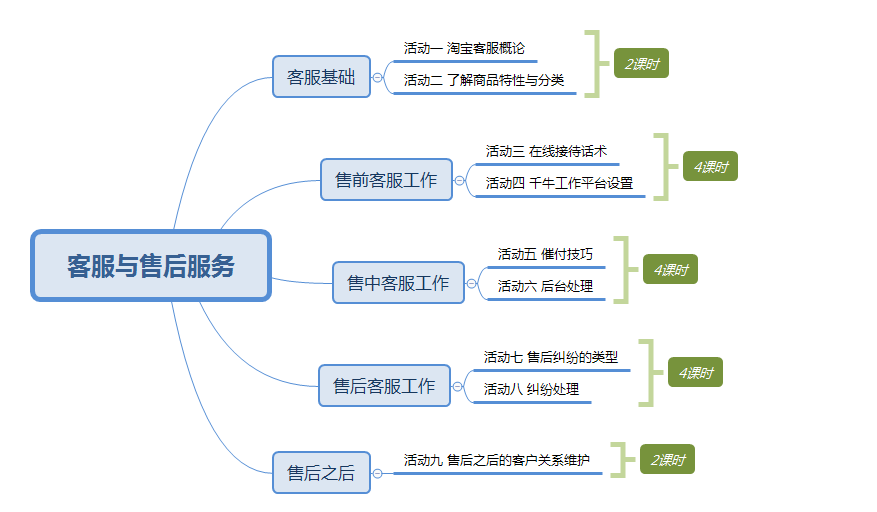 客服与售后服务
客服基础
活动一 淘宝客服概论
活动二 了解商品特性与分类
2课时
售前客服工作
活动三 在线接待话术
活动四 千牛工作平台设置
4课时
售中客服工作
活动五 催付技巧
活动六 后台处理
4课时
售后客服工作
活动七 售后纠纷的类型
活动八 纠纷处理
4课时
售后之后
活动九 售后之后的客户关系维护
2课时